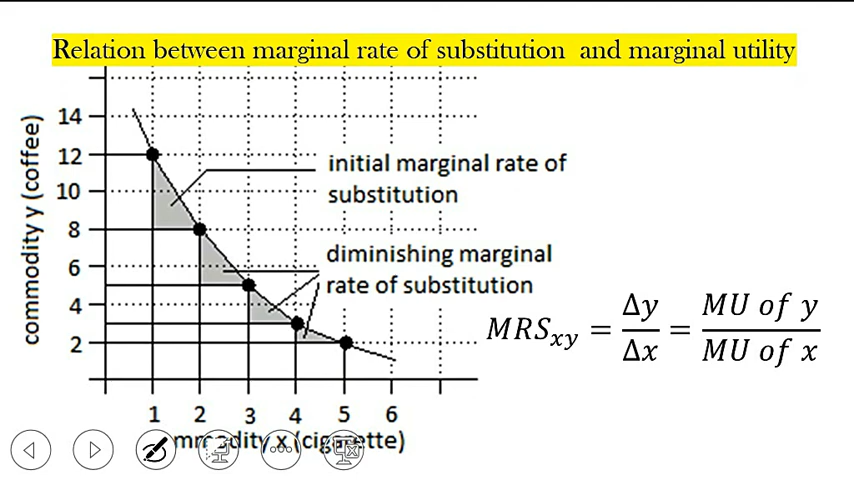 Relation between marginal rate of substitution and marginal utility
commodity y (coffee)
14
12
10
8
6
4
2
initial marginal rate of
substitution
diminishing marginal
rate of substitution
MRSxy = Δy/Δx = MU of y/MU of x
1 2 3 4 5 6
x (cigarette)